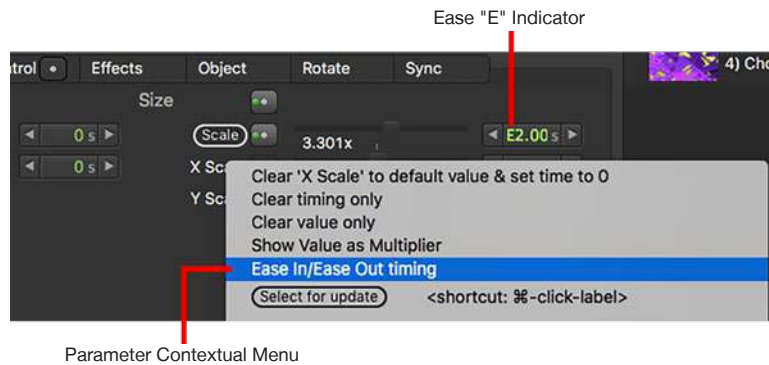 Ease "E" Indicator
trol Effects Object Rotate Sync
4) Cho
Size
0 s Scale 3.301x E2.00 s
0 s X Sc
Y Sc
Clear 'X Scale' to default value & set time to 0
Clear timing only
Clear value only
Show Value as Multiplier
Ease In/Ease Out timing
Select for update <shortcut: ⌘-click-label>
Parameter Contextual Menu